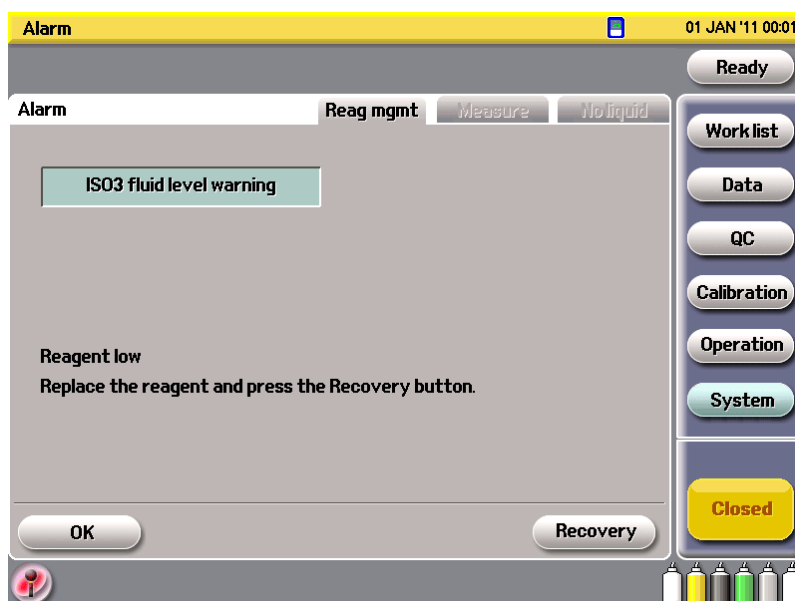 Alarm
01 JAN '11 00:01
Ready
Alarm
Reag mgmt
Measure
No liquid
ISO3 fluid level warning
Reagent low
Replace the reagent and press the Recovery button.
OK
Recovery
Work list
Data
QC
Calibration
Operation
System
Closed